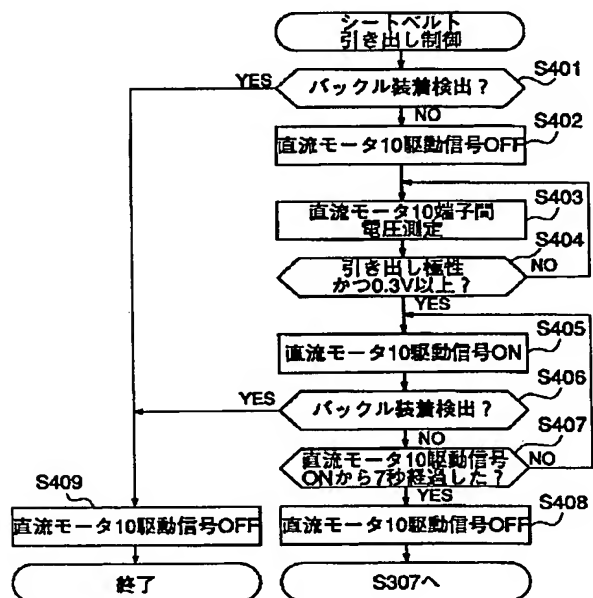 シートベルト
引き出し制御
S401
YES
バックル装着検出？
NO
S402
直流モータ10駆動信号OFF
S403
直流モータ10端子間
電圧測定
S404
引き出し極性
かつ0.3V以上？
NO
YES
S405
直流モータ10駆動信号ON
S406
YES
バックル装着検出？
S407
NO
直流モータ10駆動信号
ONから7秒経過した？
NO
S409
YES
S408
直流モータ10駆動信号OFF
直流モータ10駆動信号OFF
終了
S307へ